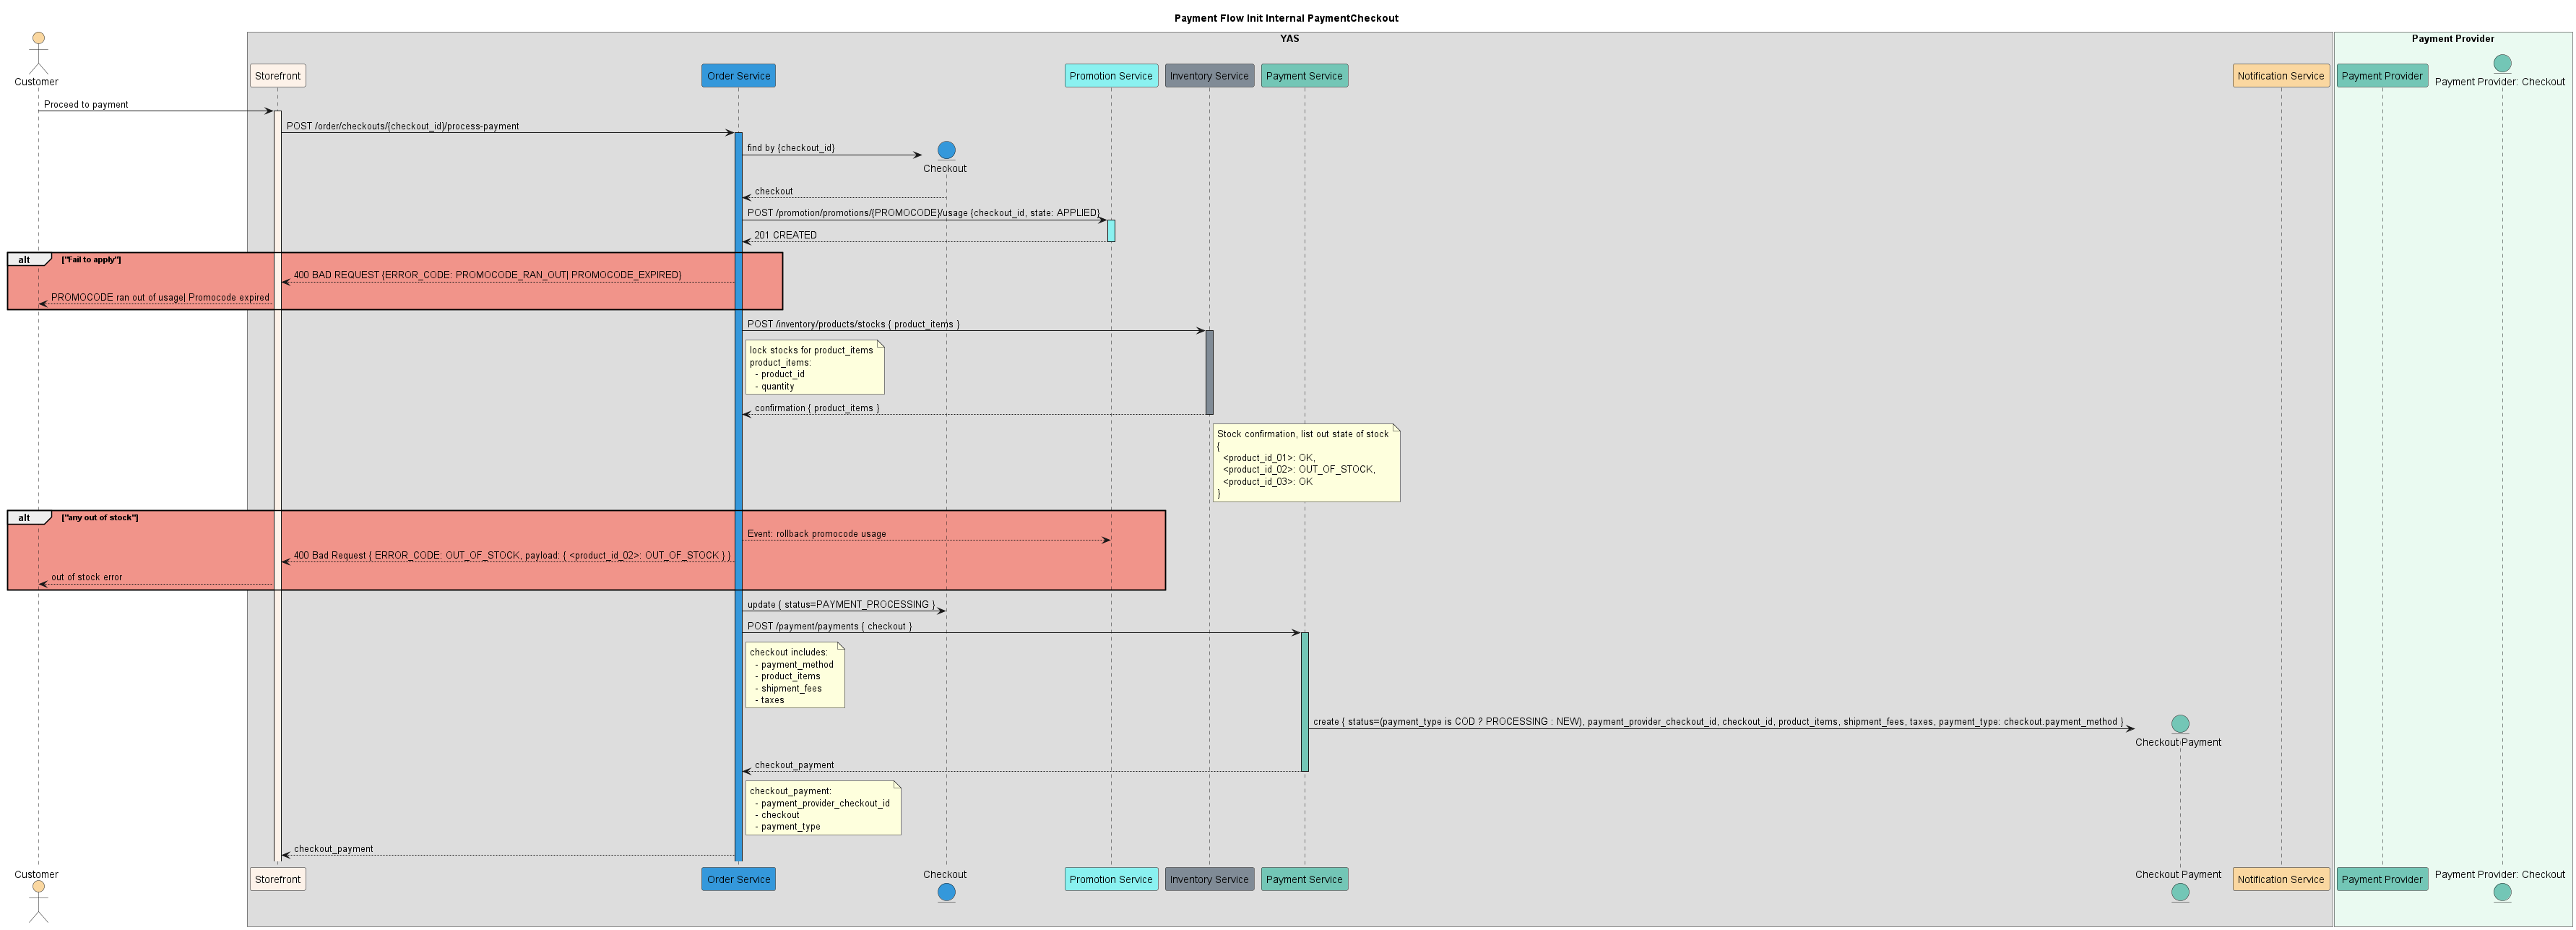 Payment Flow Init Internal PaymentCheckout
YAS
Payment Provider
Customer
Storefront
Order Service
Promotion Service
Inventory Service
Payment Service
Notification Service
Payment Provider
Payment Provider: Checkout
Proceed to payment
POST /order/checkouts/{checkout_id}/process-payment
find by {checkout_id}
Checkout
checkout
POST /promotion/promotions/{PROMOCODE}/usage {checkout_id, state: APPLIED}
201 CREATED
alt ["Fail to apply"]
400 BAD REQUEST {ERROR_CODE: PROMOCODE_RAN_OUT| PROMOCODE_EXPIRED}
PROMOCODE ran out of usage| Promocode expired
POST /inventory/products/stocks { product_items }
lock stocks for product_items
product_items:
- product_id
- quantity
confirmation { product_items }
Stock confirmation, list out state of stock
{
<product_id_01>: OK,
<product_id_02>: OUT_OF_STOCK,
<product_id_03>: OK
}
alt ["any out of stock"]
Event: rollback promocode usage
400 Bad Request { ERROR_CODE: OUT_OF_STOCK, payload: { <product_id_02>: OUT_OF_STOCK } }
out of stock error
update { status=PAYMENT_PROCESSING }
POST /payment/payments { checkout }
checkout includes:
- payment_method
- product_items
- shipment_fees
- taxes
create { status=(payment_type is COD ? PROCESSING : NEW), payment_provider_checkout_id, checkout_id, product_items, shipment_fees, taxes, payment_type: checkout.payment_method }
Checkout Payment
checkout_payment
checkout_payment:
- payment_provider_checkout_id
- checkout
- payment_type
checkout_payment
Customer
Storefront
Order Service
Checkout
Promotion Service
Inventory Service
Payment Service
Checkout Payment
Notification Service
Payment Provider
Payment Provider: Checkout